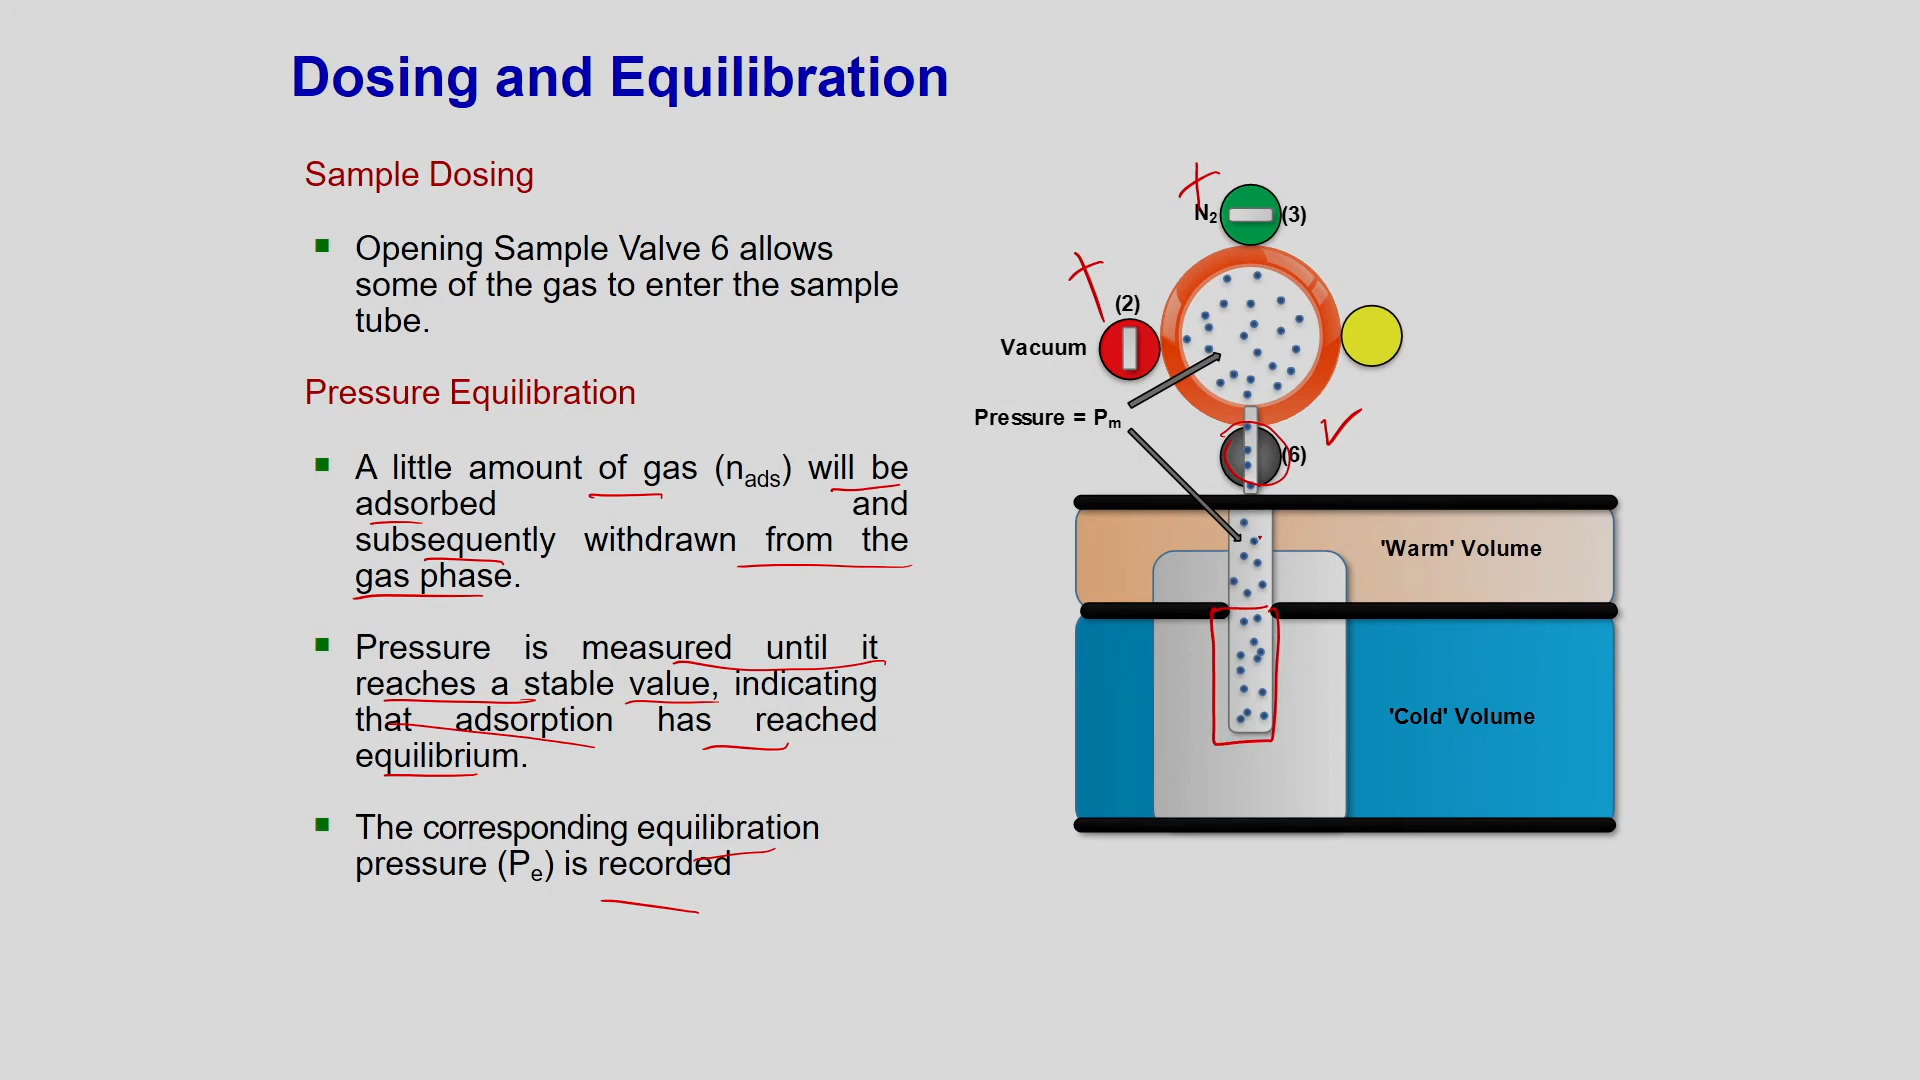 Dosing and Equilibration
Sample Dosing
Opening Sample Valve 6 allows
some of the gas to enter the sample
tube.
Pressure Equilibration
A little amount of gas (nads) will be
adsorbed and
subsequently withdrawn from the
gas phase.
Pressure is measured until it
reaches a stable value, indicating
that adsorption has reached
equilibrium.
The corresponding equilibration
pressure (Pe) is recorded
N2 (3)
(2)
Vacuum
Pressure = Pm
(6)
'Warm' Volume
'Cold' Volume